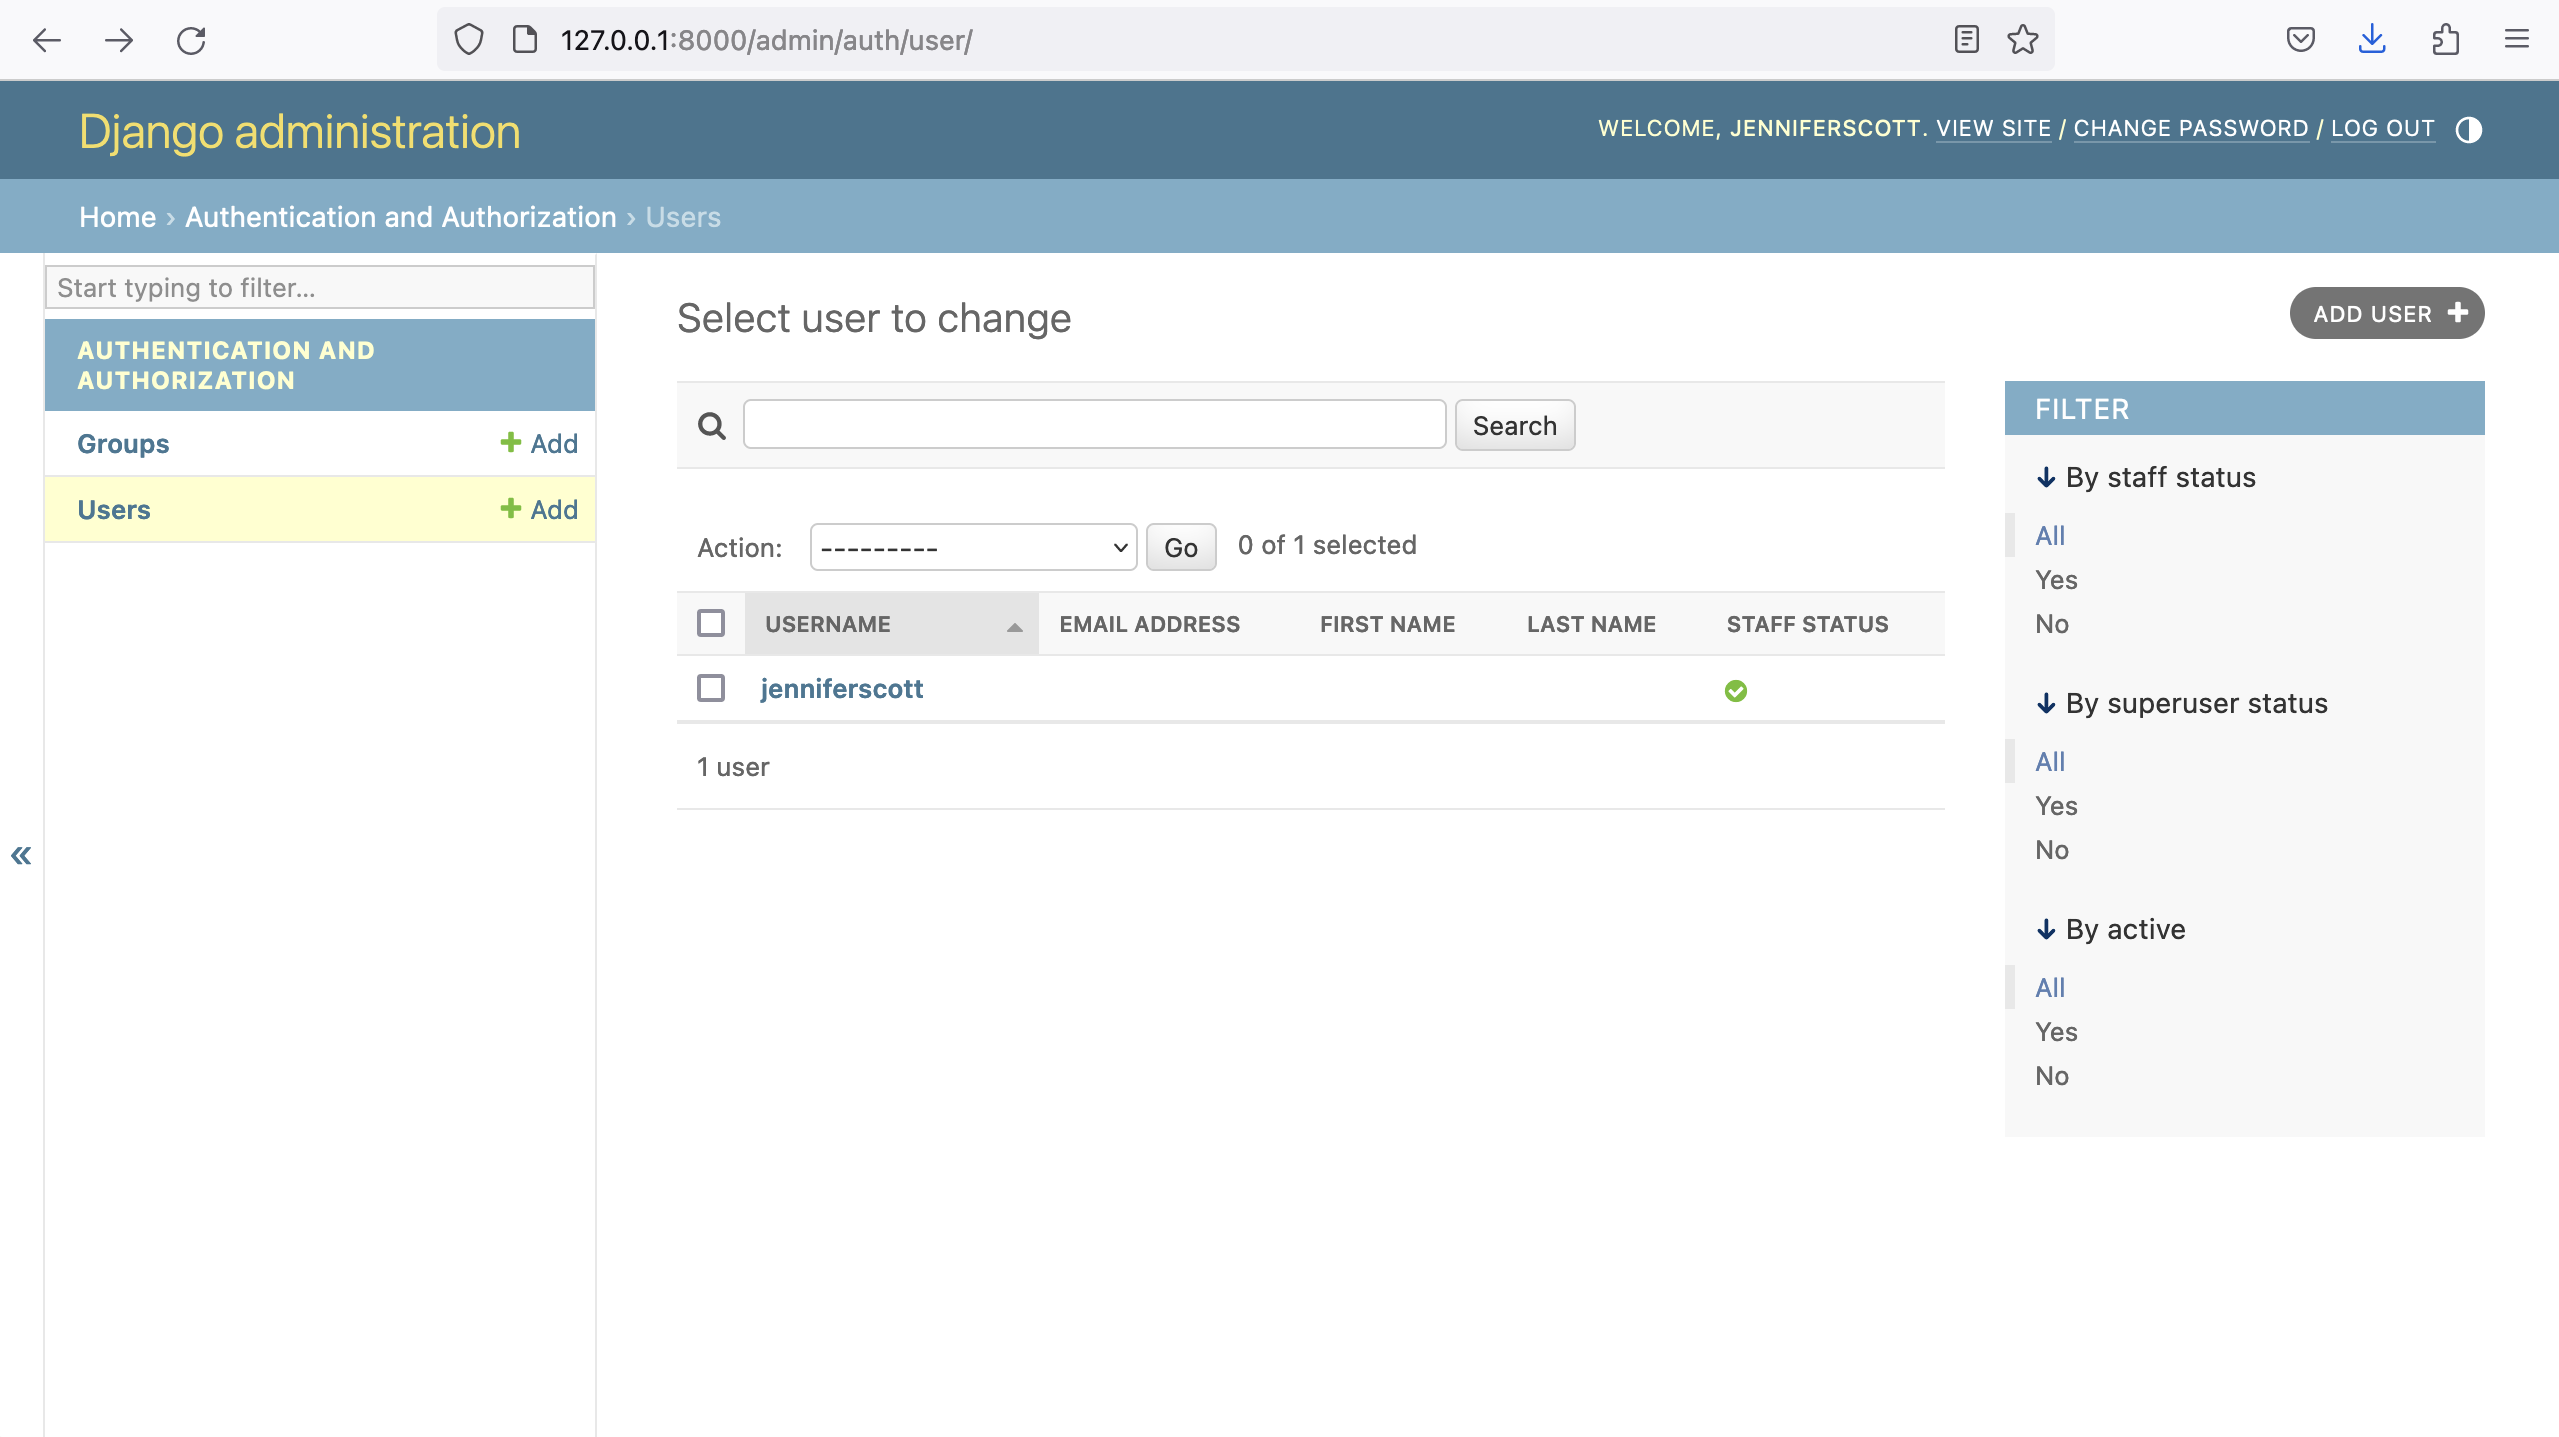 127.0.0.1:8000/admin/auth/user/
Django administration
WELCOME, JENNIFERSCOTT. VIEW SITE / CHANGE PASSWORD / LOG OUT
Home › Authentication and Authorization › Users
Start typing to filter...
AUTHENTICATION AND
AUTHORIZATION
Groups
Add
Users
Add
Select user to change
ADD USER
Search
Action:
---------
Go
0 of 1 selected
USERNAME EMAIL ADDRESS FIRST NAME LAST NAME STAFF STATUS
jenniferscott
1 user
FILTER
By staff status
All
Yes
No
By superuser status
All
Yes
No
By active
All
Yes
No